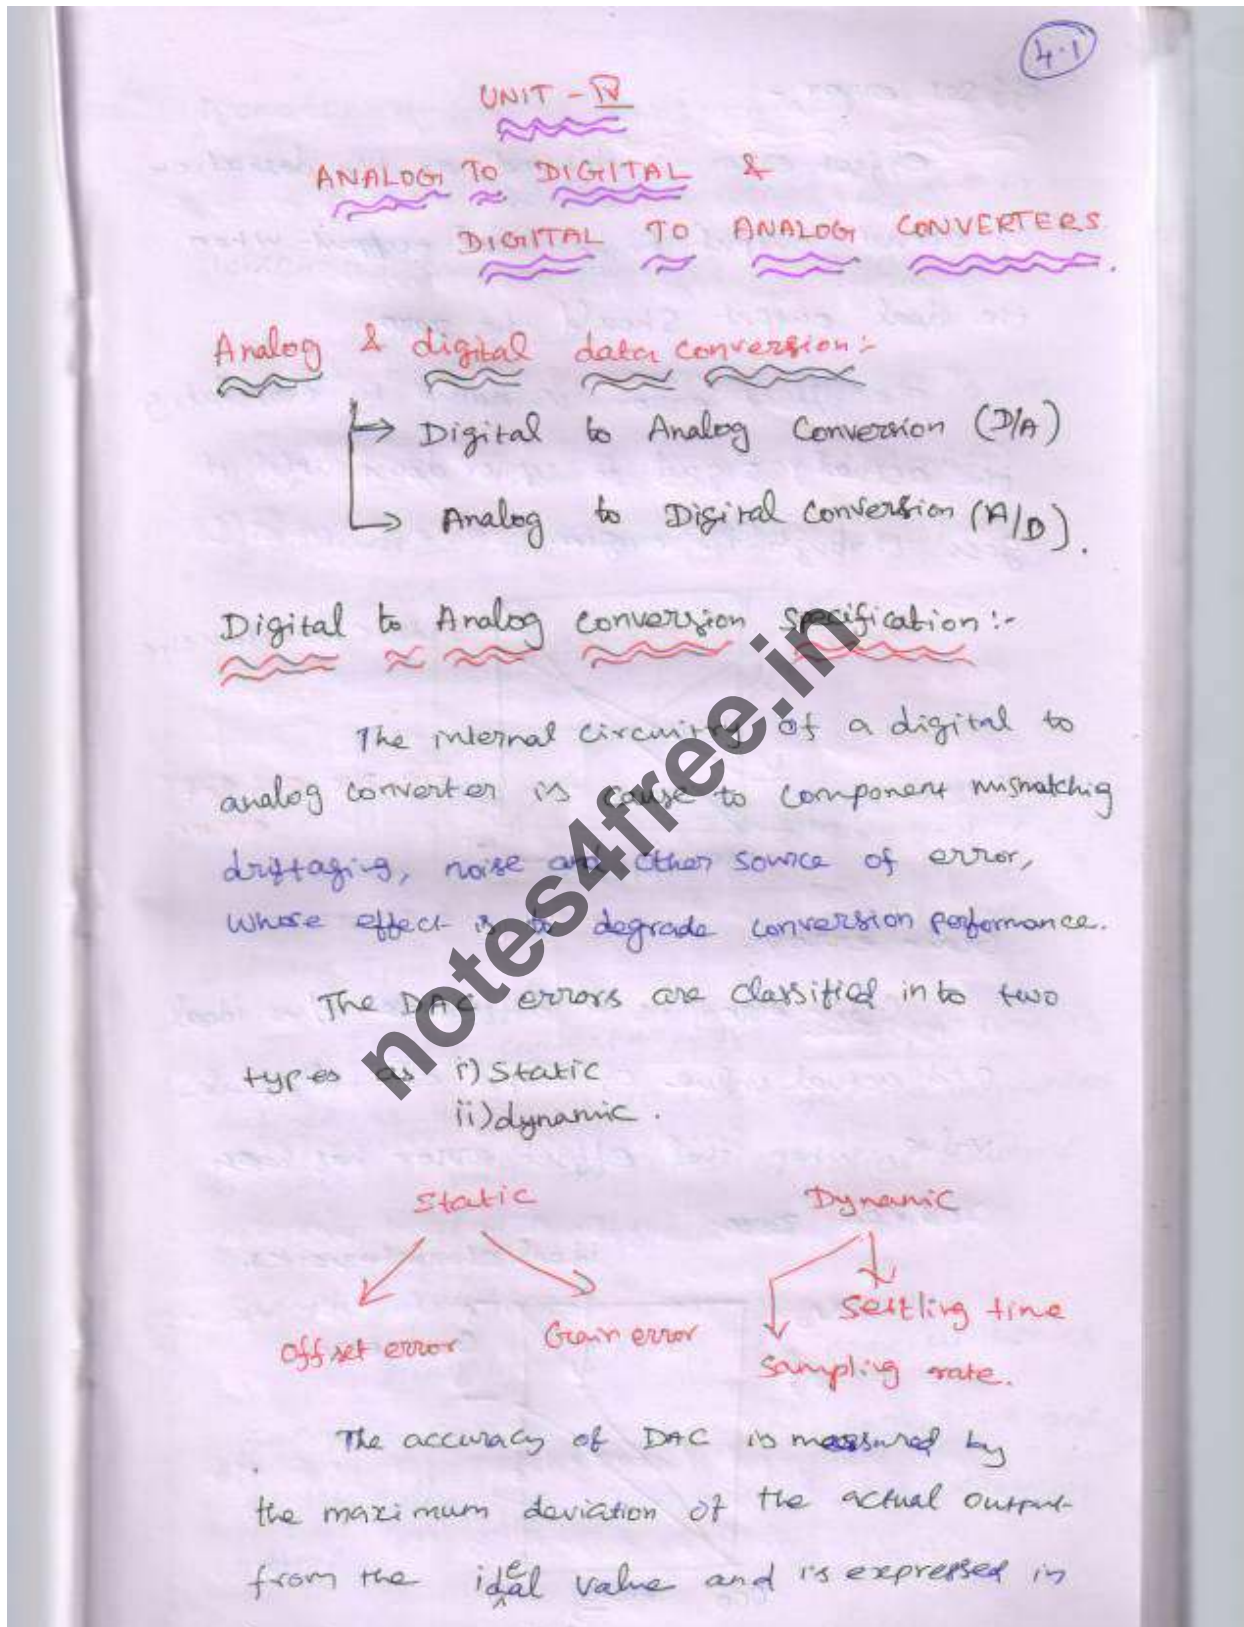 4.1
UNIT - IV
ANALOG TO DIGITAL &
DIGITAL TO ANALOG CONVERTERS.
Analog & digital data conversion:-
Digital to Analog Conversion (D/A)
Analog to Digital Conversion (A/D).
Digital to Analog Conversion Specification:-
The internal circuitry of a digital to
analog converter is cause to component mismatchig
driftaging, noise and other source of error,
whose effect is to degrade conversion performance.
The DAC errors are classified in to two
types as i) static
ii) dynamic.
Static Dynamic
Settling time
Offset error Gain error
Sampling rate.
The accuracy of DAC is measured by
the maximum deviation of the actual output
from the ideal value and is expressed in
notes4free.in